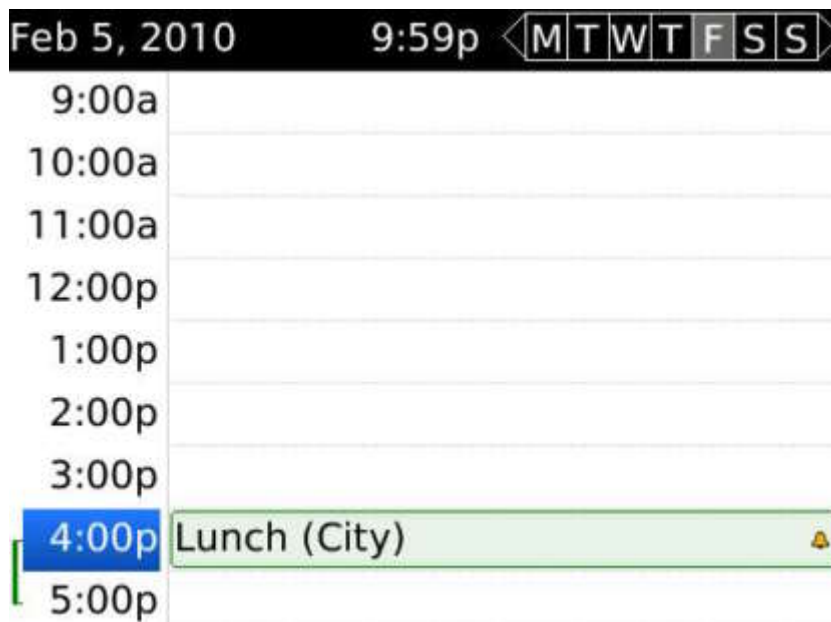 Feb 5, 2010 9:59p M T W T F S S
9:00a
10:00a
11:00a
12:00p
1:00p
2:00p
3:00p
4:00p Lunch (City)
5:00p